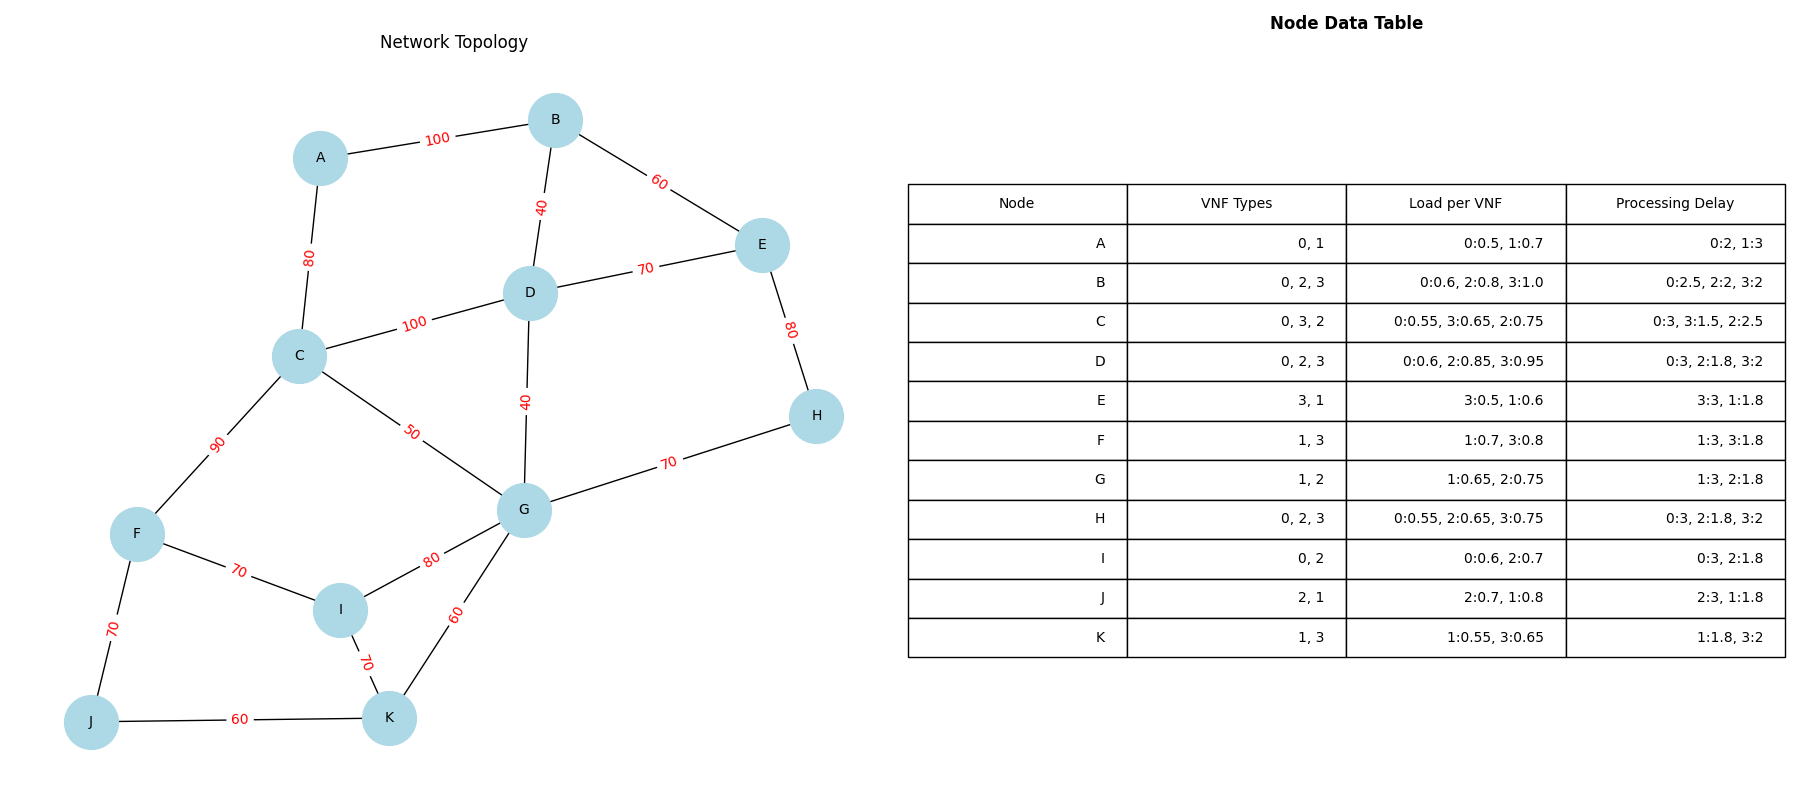 Node Data Table
Network Topology
B
A
100
60
40
E
80
70
D
100
80
C
50
40
H
90
70
G
F
80
70
I
60
70
70
J
60
K
Node VNF Types Load per VNF Processing Delay
A 0, 1 0:0.5, 1:0.7 0:2, 1:3
B 0, 2, 3 0:0.6, 2:0.8, 3:1.0 0:2.5, 2:2, 3:2
C 0, 3, 2 0:0.55, 3:0.65, 2:0.75 0:3, 3:1.5, 2:2.5
D 0, 2, 3 0:0.6, 2:0.85, 3:0.95 0:3, 2:1.8, 3:2
E 3, 1 3:0.5, 1:0.6 3:3, 1:1.8
F 1, 3 1:0.7, 3:0.8 1:3, 3:1.8
G 1, 2 1:0.65, 2:0.75 1:3, 2:1.8
H 0, 2, 3 0:0.55, 2:0.65, 3:0.75 0:3, 2:1.8, 3:2
I 0, 2 0:0.6, 2:0.7 0:3, 2:1.8
J 2, 1 2:0.7, 1:0.8 2:3, 1:1.8
K 1, 3 1:0.55, 3:0.65 1:1.8, 3:2